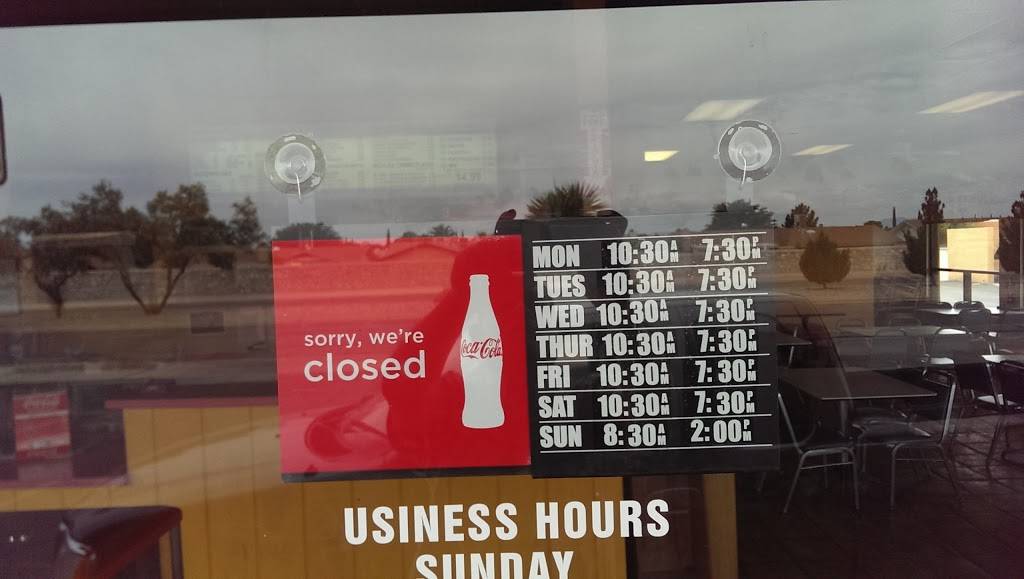 sorry, we're
closed
Coca-Cola
MON 10:30AM 7:30PM
TUES 10:30AM 7:30PM
WED 10:30AM 7:30PM
THUR 10:30AM 7:30PM
FRI 10:30AM 7:30PM
SAT 10:30AM 7:30PM
SUN 8:30AM 2:00PM
USINESS HOURS
SUNDAY